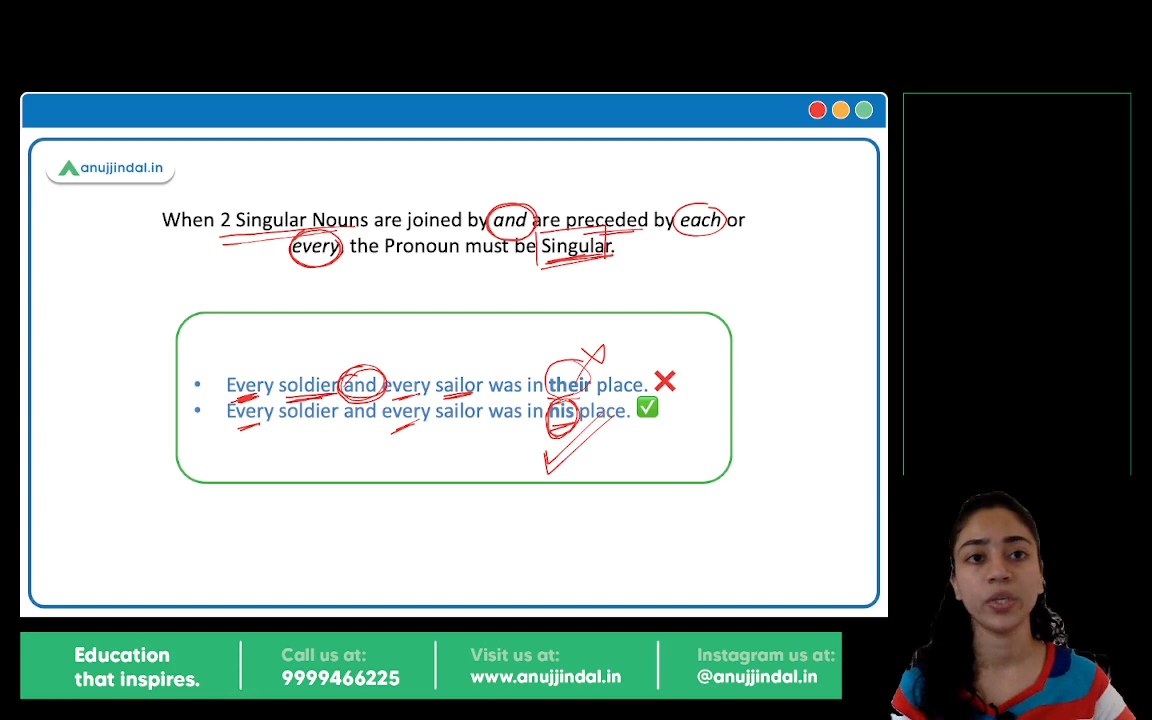 anujjindal.in
When 2 Singular Nouns are joined by and are preceded by each or
every, the Pronoun must be Singular.
• Every soldier and every sailor was in their place. ❌
• Every soldier and every sailor was in his place. ✅
Education
that inspires.
Call us at:
9999466225
Visit us at:
www.anujjindal.in
Instagram us at:
@anujjindal.in